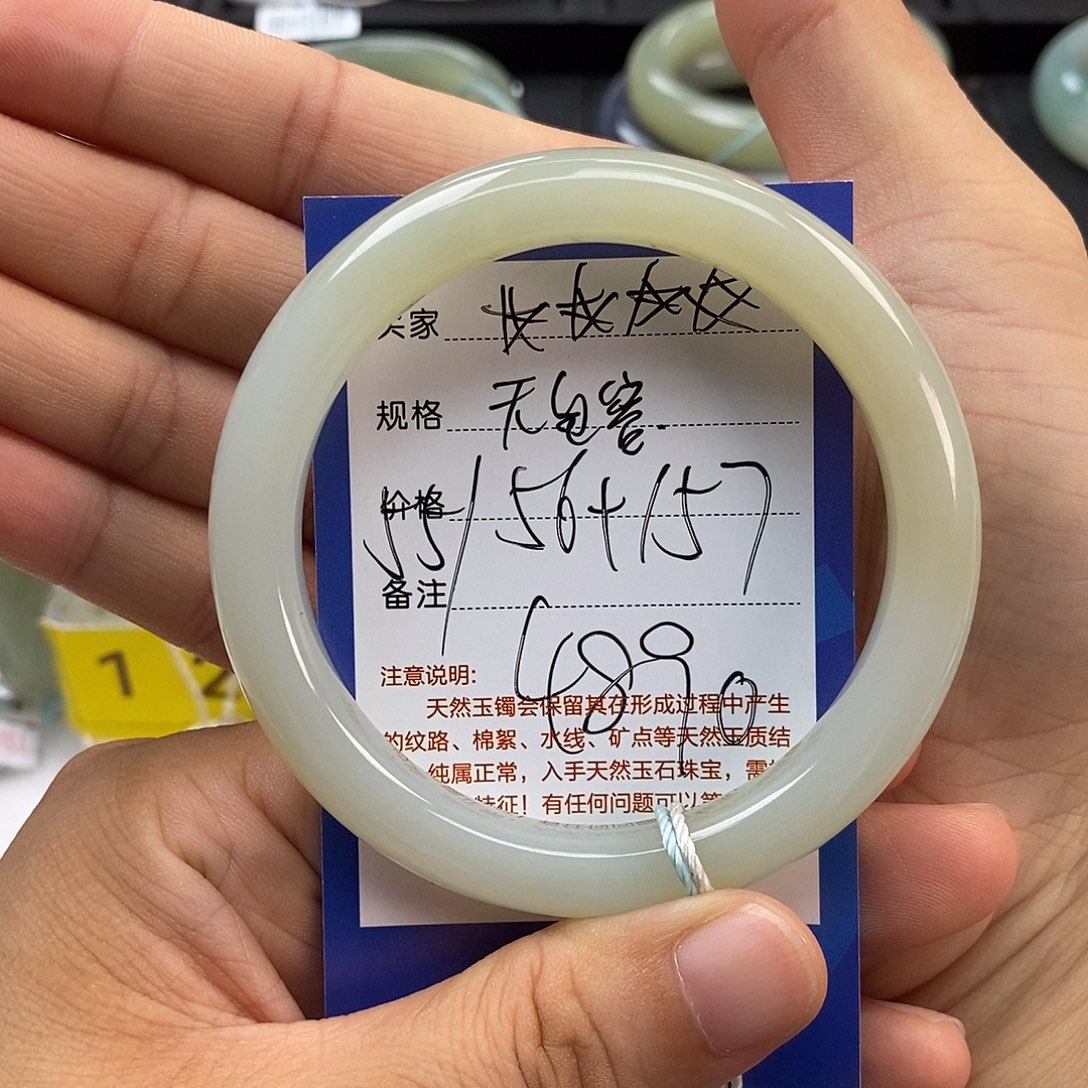 买家
规格 无白
价格 55/56+157
备注
4890
注意说明:
天然玉镯会保留其在形成过程中产生
的纹路、棉絮、水线、矿点等天然玉质结
纯属正常，入手天然玉石珠宝，需
特征！有任何问题可以
1 2